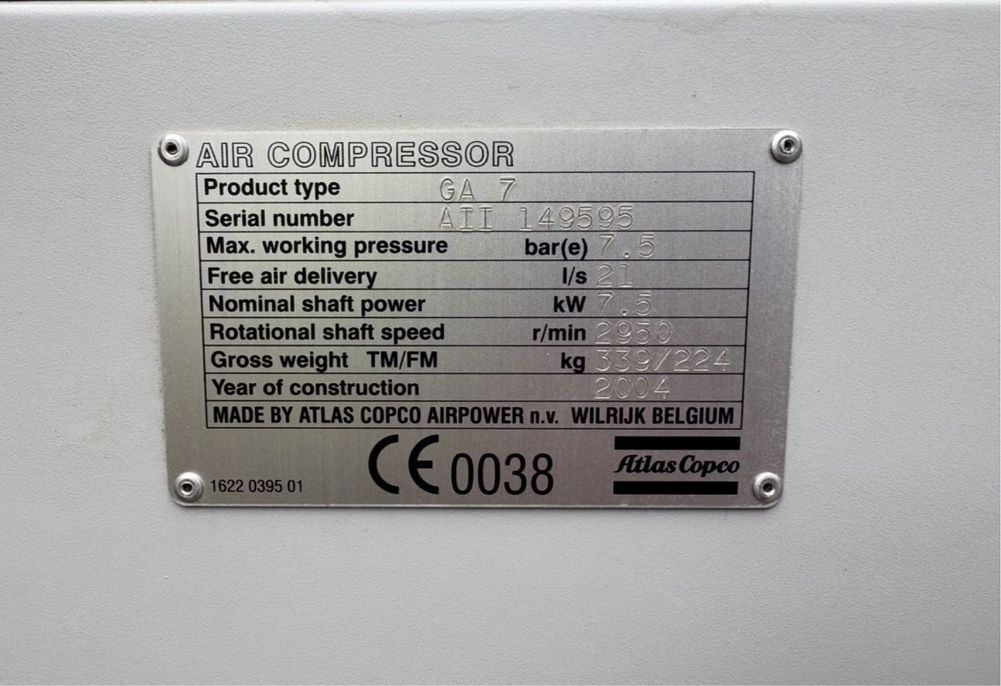 AIR COMPRESSOR
Product type GA 7
Serial number AII 149595
Max. working pressure bar(e) 7.5
Free air delivery l/s 21
Nominal shaft power kW 7.5
Rotational shaft speed r/min 2950
Gross weight TM/FM kg 339/224
Year of construction 2004
MADE BY ATLAS COPCO AIRPOWER n.v. WILRIJK BELGIUM
1622 0395 01 CE 0038 Atlas Copco